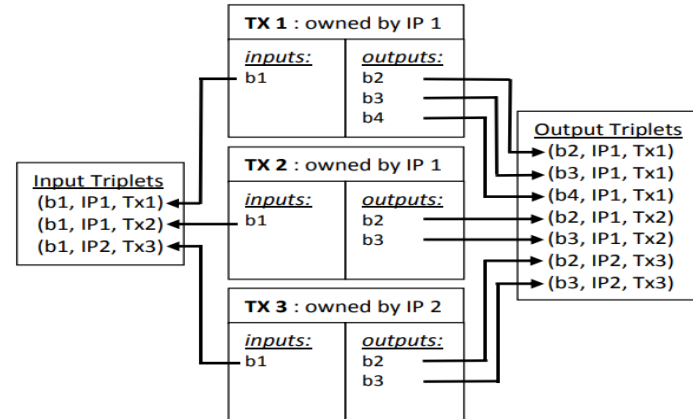 TX 1 : owned by IP 1
inputs:
b1
outputs:
b2
b3
b4
Input Triplets
(b1, IP1, Tx1)
(b1, IP1, Tx2)
(b1, IP2, Tx3)
TX 2 : owned by IP 1
inputs:
b1
outputs:
b2
b3
TX 3 : owned by IP 2
inputs:
b1
outputs:
b2
b3
Output Triplets
(b2, IP1, Tx1)
(b3, IP1, Tx1)
(b4, IP1, Tx1)
(b2, IP1, Tx2)
(b3, IP1, Tx2)
(b2, IP2, Tx3)
(b3, IP2, Tx3)